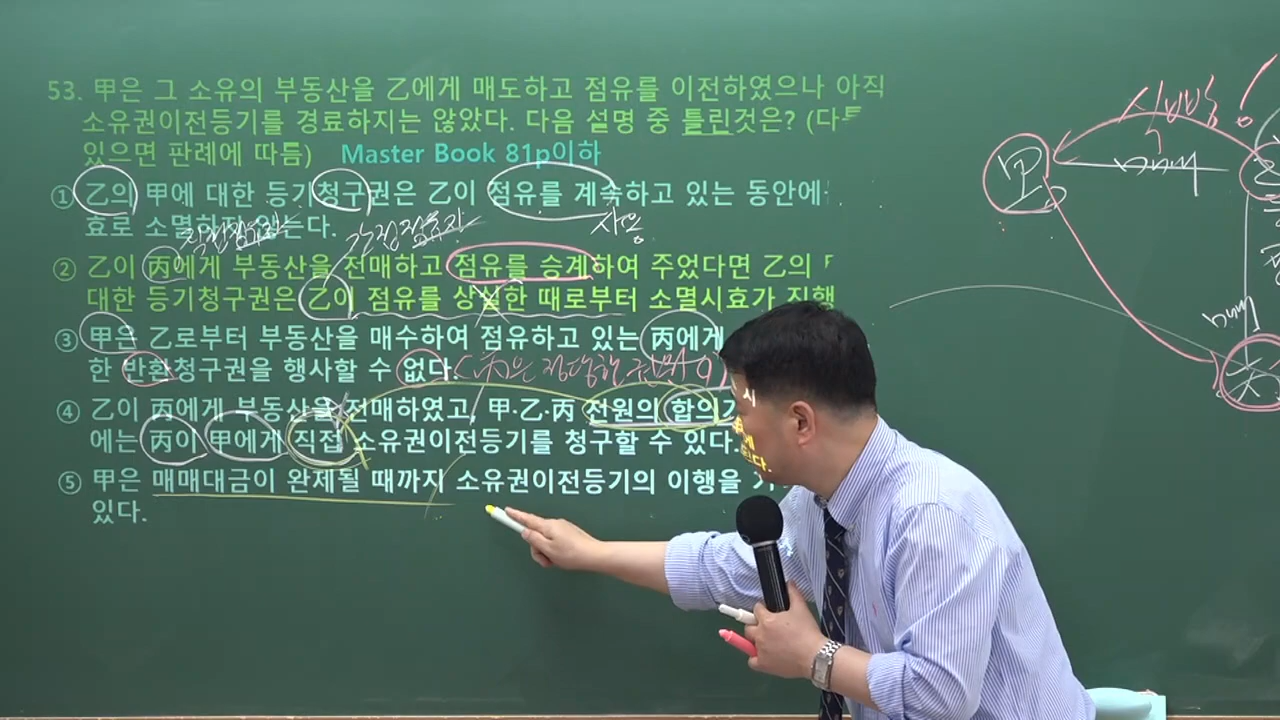 53. 甲은 그 소유의 부동산을 乙에게 매도하고 점유를 이전하였으나 아직
소유권이전등기를 경료하지는 않았다. 다음 설명 중 틀린것은? (다툼
있으면 판례에 따름) Master Book 81p이하
① 乙의 甲에 대한 등기청구권은 乙이 점유를 계속하고 있는 동안에는
효로 소멸하지 않는다.
직접점유자 간접점유자 사용
② 乙이 丙에게 부동산을 전매하고 점유를 승계하여 주었다면 乙의
대한 등기청구권은 乙이 점유를 상실한 때로부터 소멸시효가 진행
③ 甲은 乙로부터 부동산을 매수하여 점유하고 있는 丙에게
한 반환청구권을 행사할 수 없다. (丙은 정당한 권리자
④ 乙이 丙에게 부동산을 전매하였고, 甲·乙·丙 전원의 합의가
에는 丙이 甲에게 직접 소유권이전등기를 청구할 수 있다.
⑤ 甲은 매매대금이 완제될 때까지 소유권이전등기의 이행을
있다.
甲
乙
丙